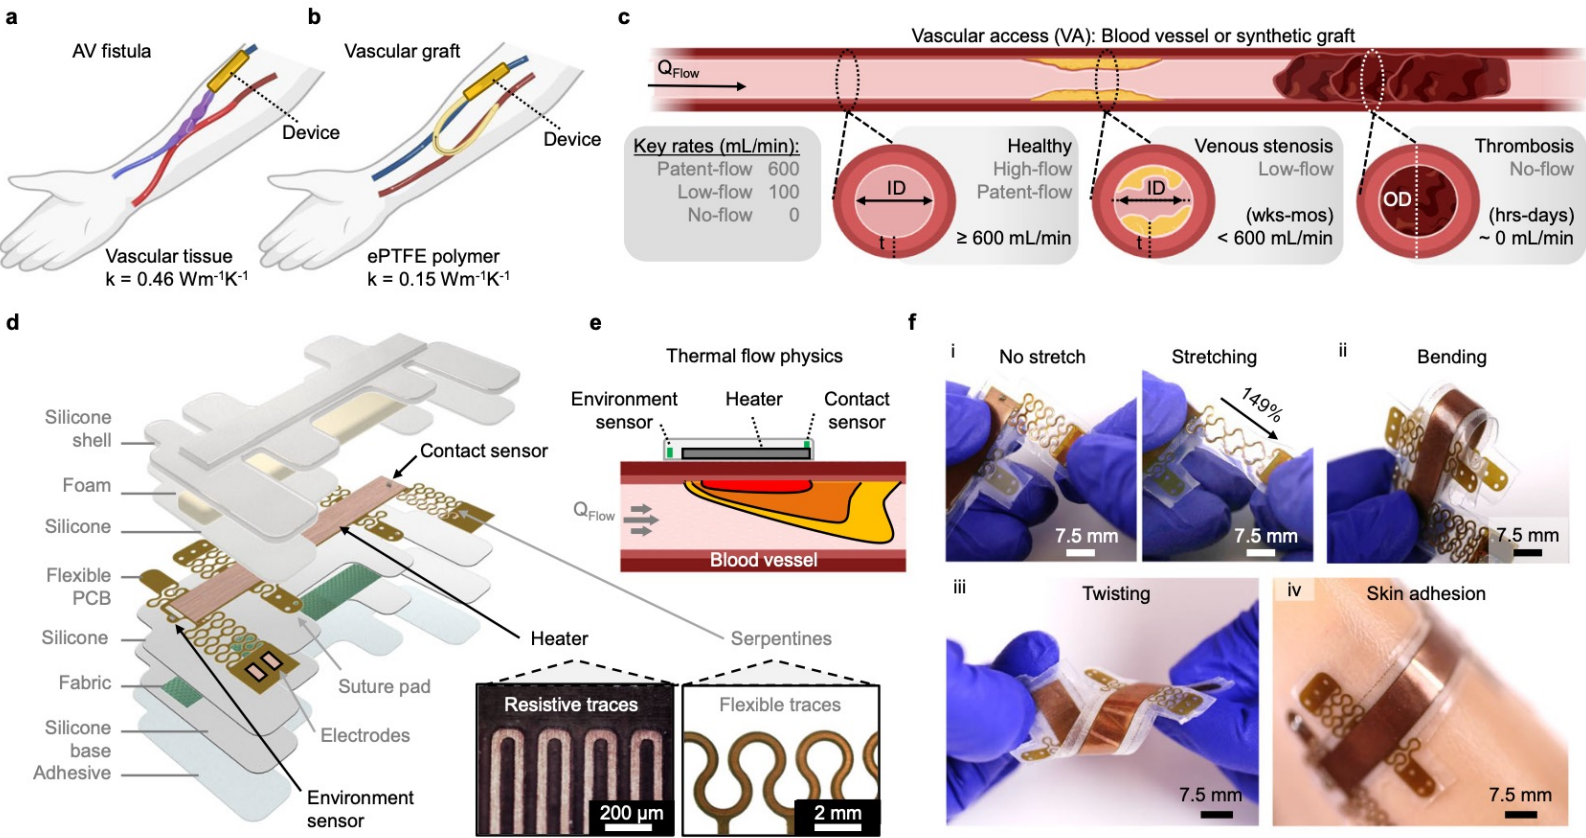 a
AV fistula
Device
Vascular tissue
k = 0.46 Wm⁻¹K⁻¹
b
Vascular graft
Device
ePTFE polymer
k = 0.15 Wm⁻¹K⁻¹
c
Vascular access (VA): Blood vessel or synthetic graft
QFlow
Key rates (mL/min):
Patent-flow 600
Low-flow 100
No-flow 0
ID
t
Healthy
High-flow
Patent-flow
≥ 600 mL/min
ID
t
Venous stenosis
Low-flow
(wks-mos)
< 600 mL/min
OD
Thrombosis
No-flow
(hrs-days)
~ 0 mL/min
d
Silicone
shell
Foam
Silicone
Flexible
PCB
Silicone
Fabric
Silicone
base
Adhesive
Contact sensor
Heater
Serpentines
Suture pad
Electrodes
Environment
sensor
Resistive traces
200 µm
Flexible traces
2 mm
e
Thermal flow physics
Environment
sensor
Heater
Contact
sensor
QFlow
Blood vessel
f
i
No stretch
7.5 mm
Stretching
149%
7.5 mm
ii
Bending
7.5 mm
iii
Twisting
7.5 mm
iv
Skin adhesion
7.5 mm